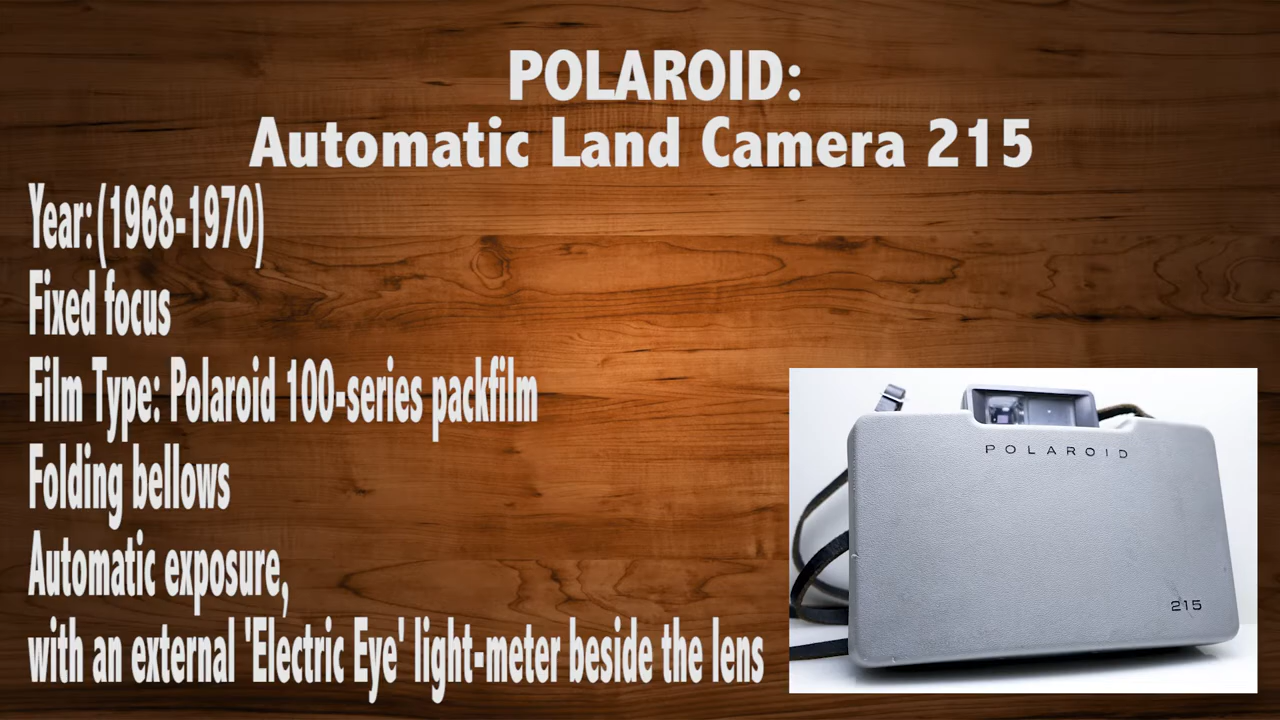 POLAROID:
Automatic Land Camera 215
Year: (1968-1970)
Fixed focus
Film Type: Polaroid 100-series packfilm
Folding bellows
Automatic exposure,
with an external 'Electric Eye' light-meter beside the lens
POLAROID
215